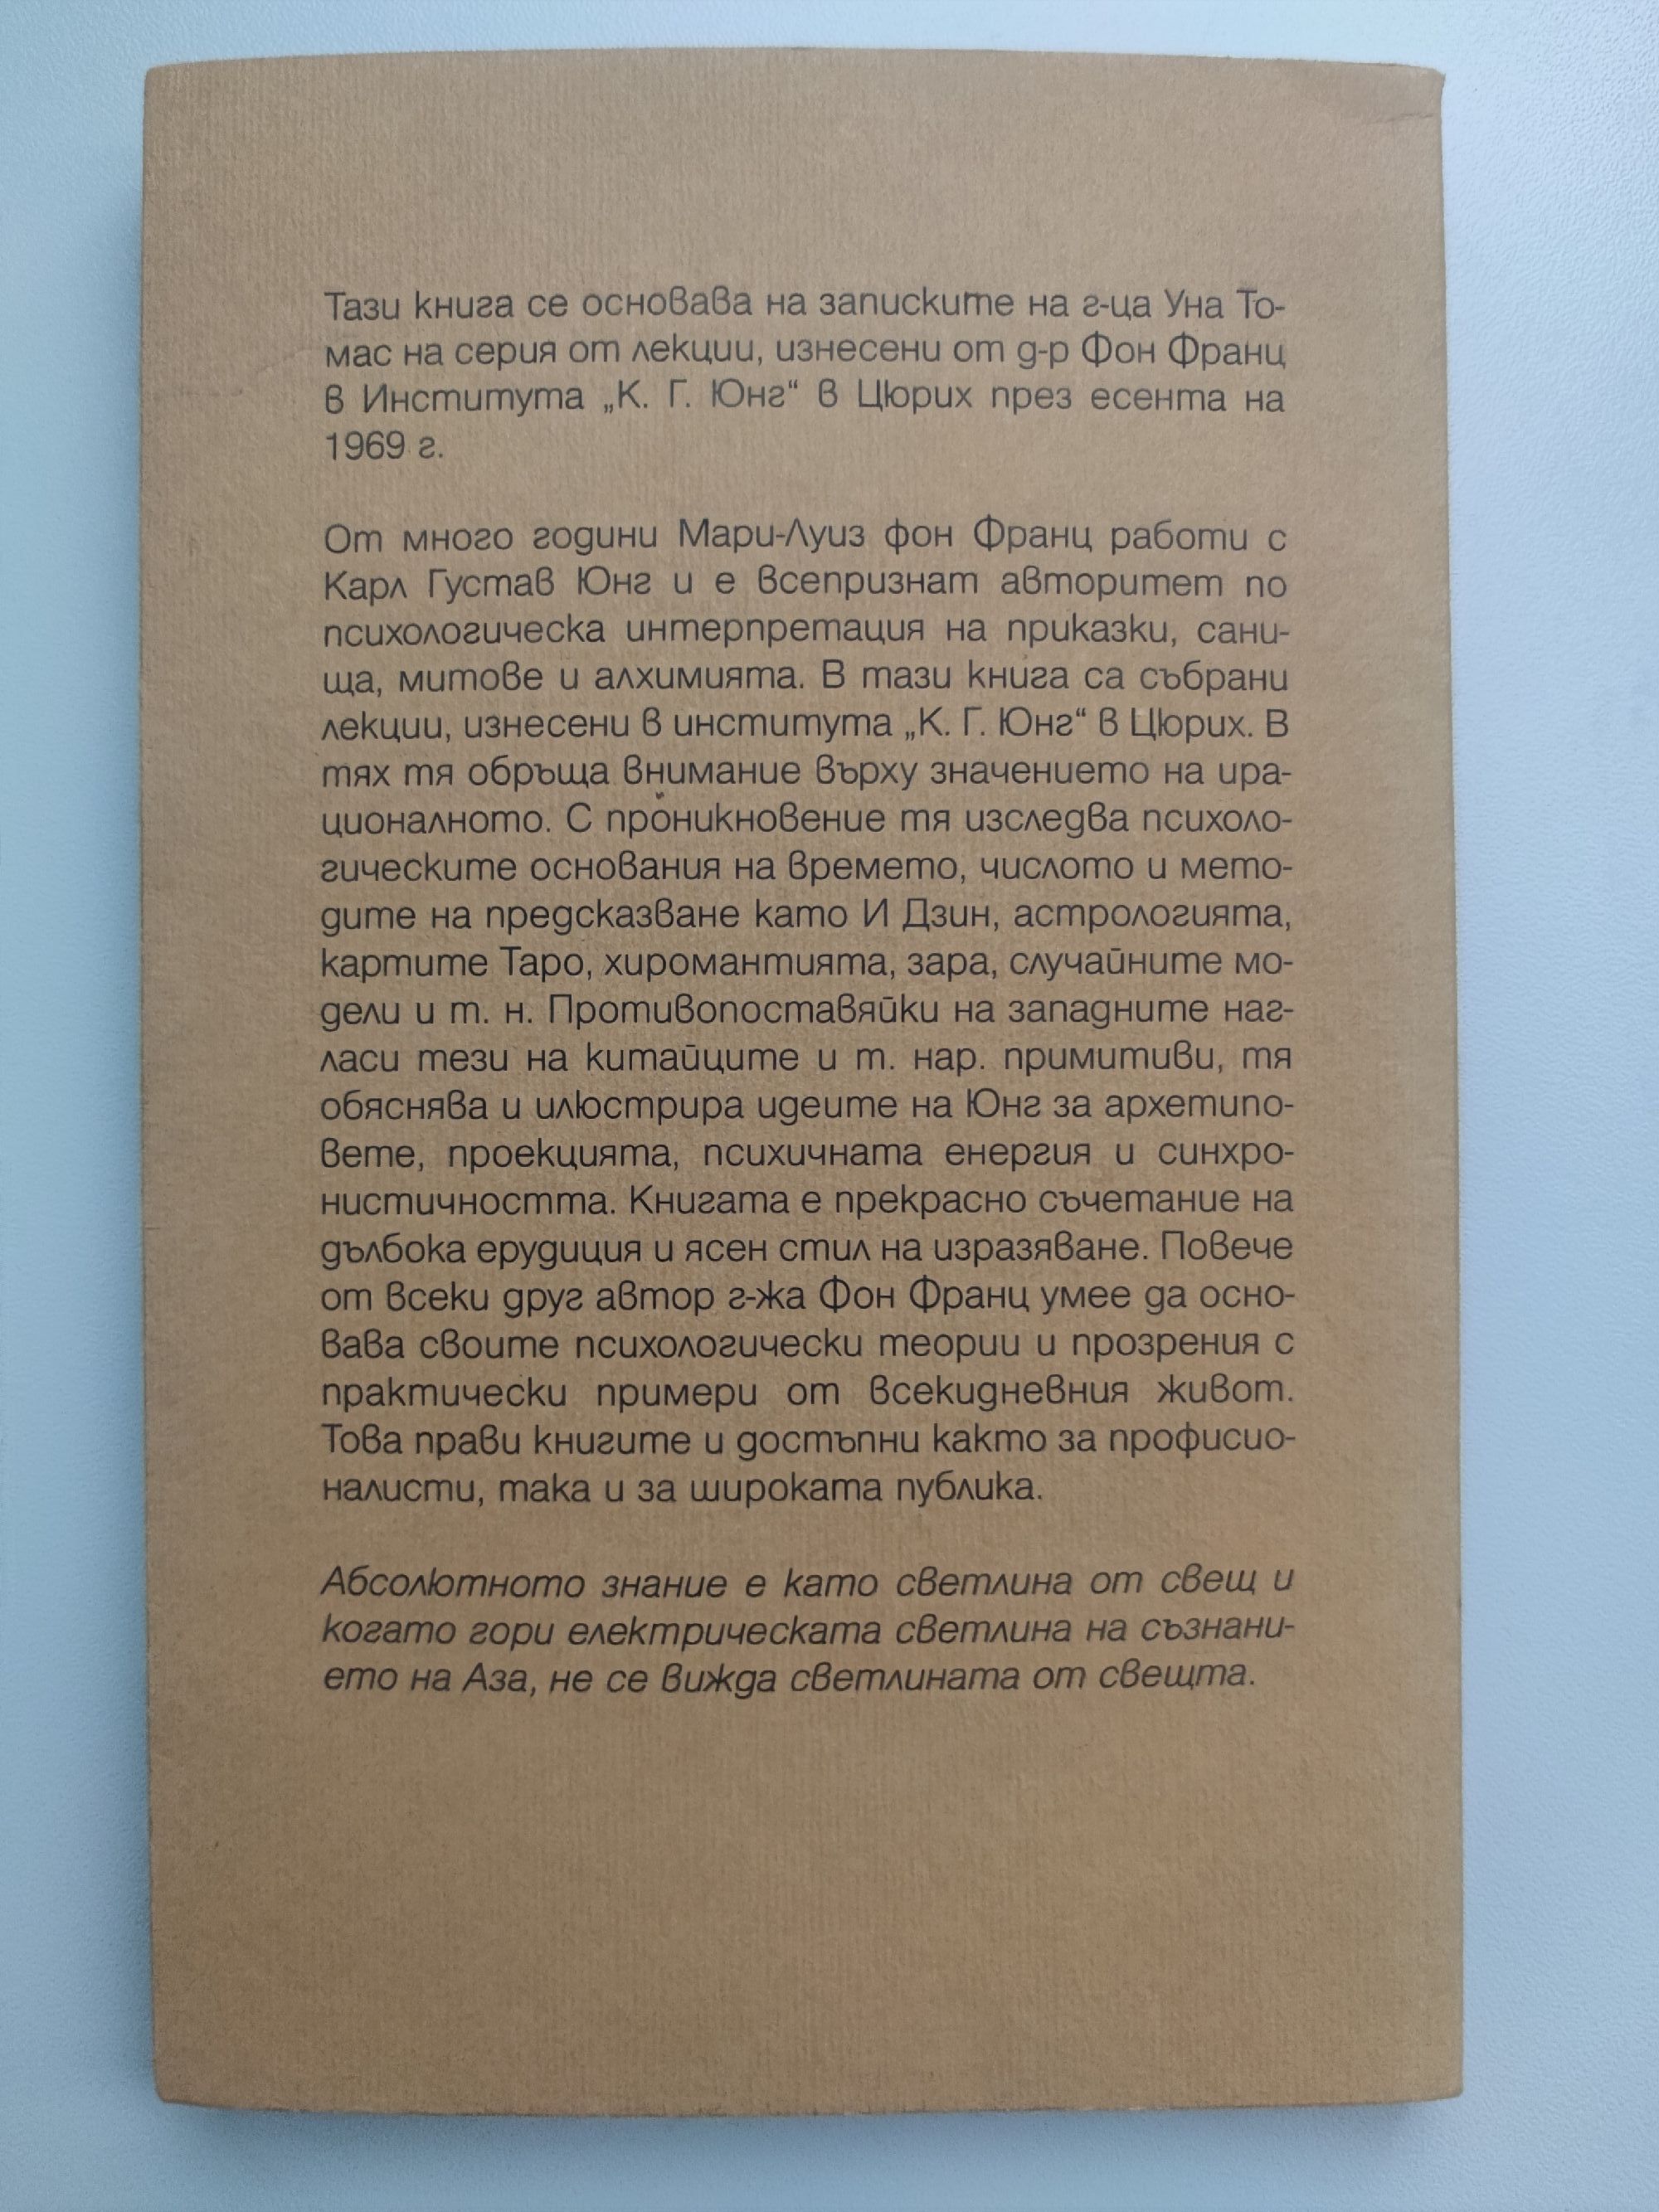 Тази книга се основава на записките на г-ца Уна То-
мас на серия от лекции, изнесени от д-р Фон Франц
в Института „К. Г. Юнг“ в Цюрих през есента на
1969 г.
От много години Мари-Луиз фон Франц работи с
Карл Густав Юнг и е всепризнат авторитет по
психологическа интерпретация на приказки, сани-
ща, митове и алхимията. В тази книга са събрани
лекции, изнесени в института „К. Г. Юнг“ в Цюрих. В
тях тя обръща внимание върху значението на ира-
ционалното. С проникновение тя изследва психоло-
гическите основания на времето, числото и мето-
дите на предсказване като И Дзин, астрологията,
картите Таро, хиромантията, зара, случайните мо-
дели и т. н. Противопоставяйки на западните наг-
ласи тези на китайците и т. нар. примитиви, тя
обяснява и илюстрира идеите на Юнг за архетипо-
вете, проекцията, психичната енергия и синхро-
нистичността. Книгата е прекрасно съчетание на
дълбока ерудиция и ясен стил на изразяване. Повече
от всеки друг автор г-жа Фон Франц умее да осно-
вава своите психологически теории и прозрения с
практически примери от всекидневния живот.
Това прави книгите и достъпни както за профисио-
налисти, така и за широката публика.
Абсолютното знание е като светлина от свещ и
когато гори електрическата светлина на съзнани-
ето на Аза, не се вижда светлината от свещта.